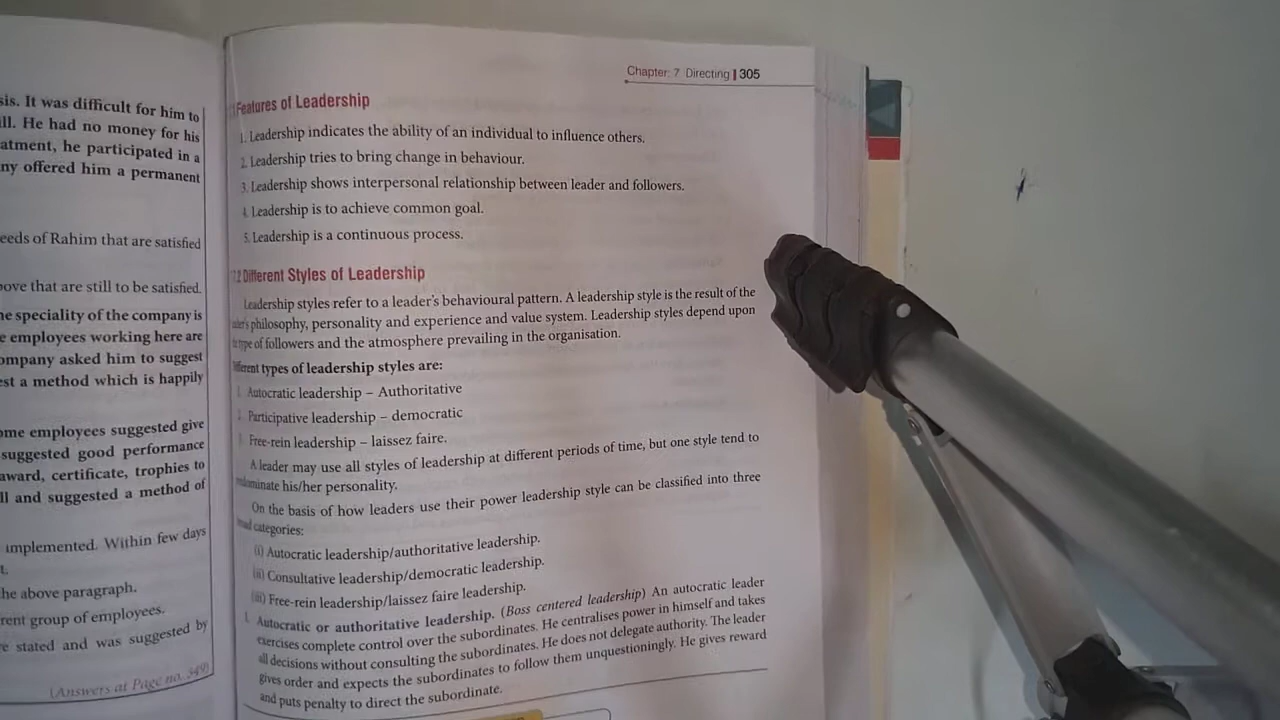 sis. It was difficult for him to
ill. He had no money for his
atment, he participated in a
ny offered him a permanent
eeds of Rahim that are satisfied
ove that are still to be satisfied.
he speciality of the company is
e employees working here are
ompany asked him to suggest
est a method which is happily
ome employees suggested give
suggested good performance
award, certificate, trophies to
ll and suggested a method of
implemented. Within few days
t.
he above paragraph.
rent group of employees.
e stated and was suggested by
(Answers at Page no. 349)
Chapter: 7 Directing | 305
Features of Leadership
1. Leadership indicates the ability of an individual to influence others.
2. Leadership tries to bring change in behaviour.
3. Leadership shows interpersonal relationship between leader and followers.
4. Leadership is to achieve common goal.
5. Leadership is a continuous process.
Different Styles of Leadership
Leadership styles refer to a leader's behavioural pattern. A leadership style is the result of the
philosophy, personality and experience and value system. Leadership styles depend upon
type of followers and the atmosphere prevailing in the organisation.
types of leadership styles are:
Autocratic leadership – Authoritative
Participative leadership – democratic
Free-rein leadership – laissez faire.
A leader may use all styles of leadership at different periods of time, but one style tend to
his/her personality.
On the basis of how leaders use their power leadership style can be classified into three
categories:
(i) Autocratic leadership/authoritative leadership.
(ii) Consultative leadership/democratic leadership.
(iii) Free-rein leadership/laissez faire leadership.
1. Autocratic or authoritative leadership. (Boss centered leadership) An autocratic leader
exercises complete control over the subordinates. He centralises power in himself and takes
all decisions without consulting the subordinates. He does not delegate authority. The leader
gives order and expects the subordinates to follow them unquestioningly. He gives reward
and puts penalty to direct the subordinate.